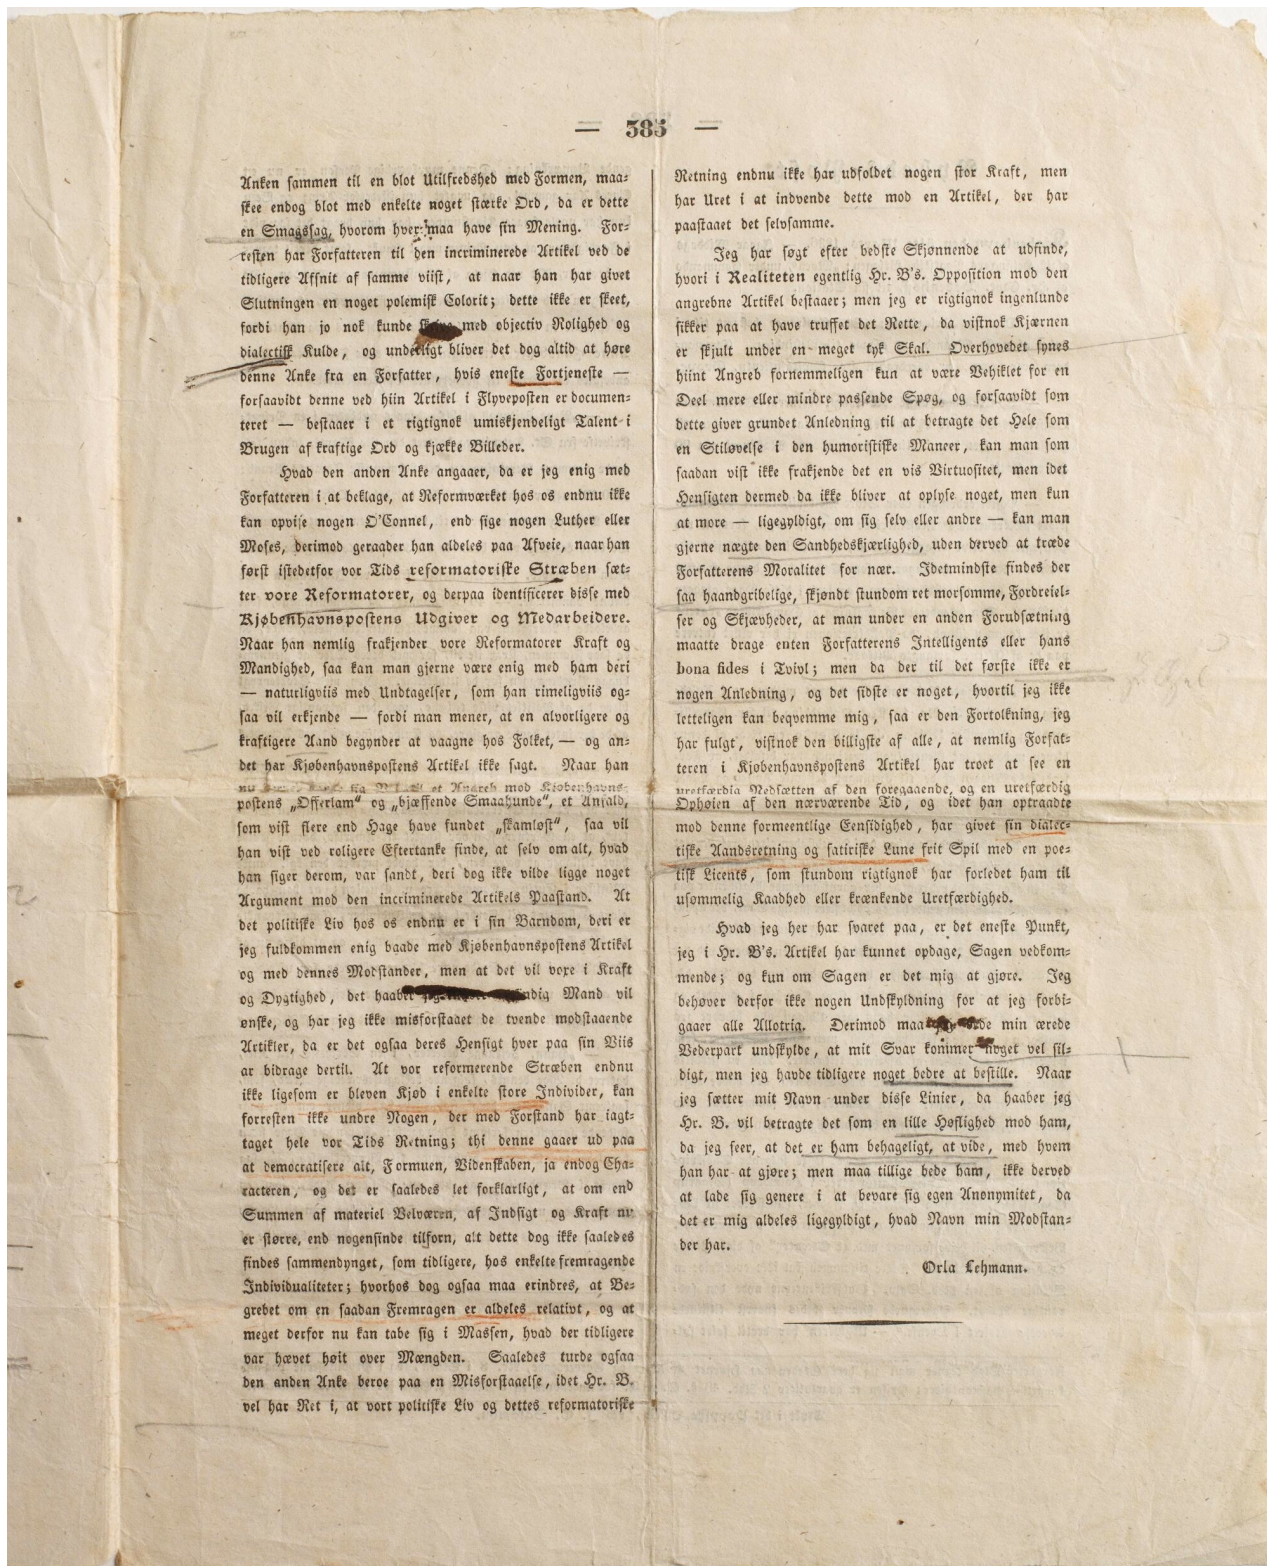 — 385 —
Anken sammen til en blot Utilfredshed med Formen, maa-
skee endog blot med enkelte noget stærke Ord, da er dette
en Smagssag, hvorom hver maa have sin Mening. For-
resten har Forfatteren til den incriminerede Artikel ved de
tidligere Afsnit af samme viist, at naar han har givet
Slutningen en noget polemisk Colorit; dette ikke er skeet,
fordi han jo nok kunde med objectiv Rolighed og
dialectisk Kulde, og underligt bliver det dog altid at høre
denne Anke fra en Forfatter, hvis eneste Fortjeneste —
forsaavidt denne ved hiin Artikel i Flyveposten er documen-
teret — bestaaer i et rigtignok umiskjendeligt Talent i
Brugen af kraftige Ord og kjække Billeder.
Hvad den anden Anke angaaer, da er jeg enig med
Forfatteren i at beklage, at Reformværket hos os endnu ikke
kan opvise nogen O'Connel, end sige nogen Luther eller
Moses, derimod geraader han aldeles paa Afveie, naar han
først istedetfor vor Tids reformatoriske Stræben sæt-
ter vore Reformatorer, og derpaa identificerer disse med
Kjøbenhavnspostens Udgiver og Medarbeidere.
Naar han nemlig frakjender vore Reformatorer Kraft og
Mandighed, saa kan man gjerne være enig med ham deri
— naturligviis med Undtagelser, som han rimeligviis og-
saa vil erkjende — fordi man mener, at en alvorligere og
kraftigere Aand begynder at vaagne hos Folket, — og an-
det har Kjøbenhavnspostens Artikel ikke sagt. Naar han
et Angreb mod Kjøbenhavns-
postens „Offerlam“ og „bjæffende Smaahunde“, et Anfald,
som vist flere end Hage have fundet „skamløst“, saa vil
han vist ved roligere Eftertanke finde, at selv om alt, hvad
han siger derom, var sandt, deri dog ikke vilde ligge noget
Argument mod den incriminerede Artikels Paastand. At
det politiske Liv hos os endnu er i sin Barndom, deri er
jeg fuldkommen enig baade med Kjøbenhavnspostens Artikel
og med dennes Modstander, men at det vil voxe i Kraft
og Dygtighed, det haaber Mand vil
ønske, og har jeg ikke misforstaaet de tvende modstaaende
Artikler, da er det ogsaa deres Hensigt hver paa sin Viis
at bidrage dertil. At vor reformerende Stræben endnu
ikke ligesom er bleven Kjød i enkelte store Individer, kan
forresten ikke undre Nogen, der med Forstand har iagt-
taget hele vor Tids Retning; thi denne gaaer ud paa
at democratisere alt, Formuen, Videnskaben, ja endog Cha-
racteren, og det er saaledes let forklarligt, at om end
Summen af materiel Velværen, af Indsigt og Kraft nu
er større, end nogensinde tilforn, alt dette dog ikke saaledes
findes sammendynget, som tidligere, hos enkelte fremragende
Individualiteter; hvorhos dog ogsaa maa erindres, at Be-
grebet om en saadan Fremragen er aldeles relativt, og at
meget derfor nu kan tabe sig i Massen, hvad der tidligere
var hævet høit over Mængden. Saaledes turde ogsaa
den anden Anke beroe paa en Misforstaaelse, idet Hr. B.
vel har Ret i, at vort politiske Liv og dettes reformatoriske
Retning endnu ikke har udfoldet nogen stor Kraft, men
har Uret i at indvende dette mod en Artikel, der har
paastaaet det selvsamme.
Jeg har søgt efter bedste Skjønnende at udfinde,
hvori i Realiteten egentlig Hr. B's. Opposition mod den
angrebne Artikel bestaaer; men jeg er rigtignok ingenlunde
sikker paa at have truffet det Rette, da vistnok Kjærnen
er skjult under en meget tyk Skal. Overhovedet synes
hiint Angreb fornemmeligen kun at være Vehiklet for en
Deel mere eller mindre passende Spøg, og forsaavidt som
dette giver grundet Anledning til at betragte det Hele som
en Stiløvelse i den humoristiske Maneer, kan man som
saadan vist ikke frakjende det en vis Virtuositet, men idet
Hensigten dermed da ikke bliver at oplyse noget, men kun
at more — ligegyldigt, om sig selv eller andre — kan man
gjerne nægte den Sandhedskjærlighed, uden derved at træde
Forfatterens Moralitet for nær. Idetmindste findes der
saa haandgribelige, skjøndt stundom ret morsomme, Fordreiel-
ser og Skjævheder, at man under en anden Forudsætning
maatte drage enten Forfatterens Intelligents eller hans
bona fides i Tvivl; men da der til det første ikke er
nogen Anledning, og det sidste er noget, hvortil jeg ikke
letteligen kan beqvemme mig, saa er den Fortolkning, jeg
har fulgt, vistnok den billigste af alle, at nemlig Forfat-
teren i Kjøbenhavnspostens Artikel har troet at see en
uretfærdig Nedsætten af den foregaaende, og en uretfærdig
Ophøien af den nærværende Tid, og idet han optraadte
mod denne formeentlige Eensidighed, har givet sin dialec-
tiske Aandsretning og satiriske Lune frit Spil med en poe-
tisk Licents, som stundom rigtignok har forledet ham til
usømmelig Kaadhed eller krænkende Uretfærdighed.
Hvad jeg her har svaret paa, er det eneste Punkt,
jeg i Hr. B's. Artikel har kunnet opdage, Sagen vedkom-
mende; og kun om Sagen er det mig at gjøre. Jeg
behøver derfor ikke nogen Undskyldning for at jeg forbi-
gaaer alle Allotria. Derimod maa min ærede
Vederpart undskylde, at mit Svar kommer noget vel sil-
digt, men jeg havde tidligere noget bedre at bestille. Naar
jeg sætter mit Navn under disse Linier, da haaber jeg
Hr. B. vil betragte det som en lille Høflighed mod ham,
da jeg seer, at det er ham behageligt, at vide, med hvem
han har at gjøre; men maa tillige bede ham, ikke derved
at lade sig genere i at bevare sig egen Anonymitet, da
det er mig aldeles ligegyldigt, hvad Navn min Modstan-
der har.
Orla Lehmann.